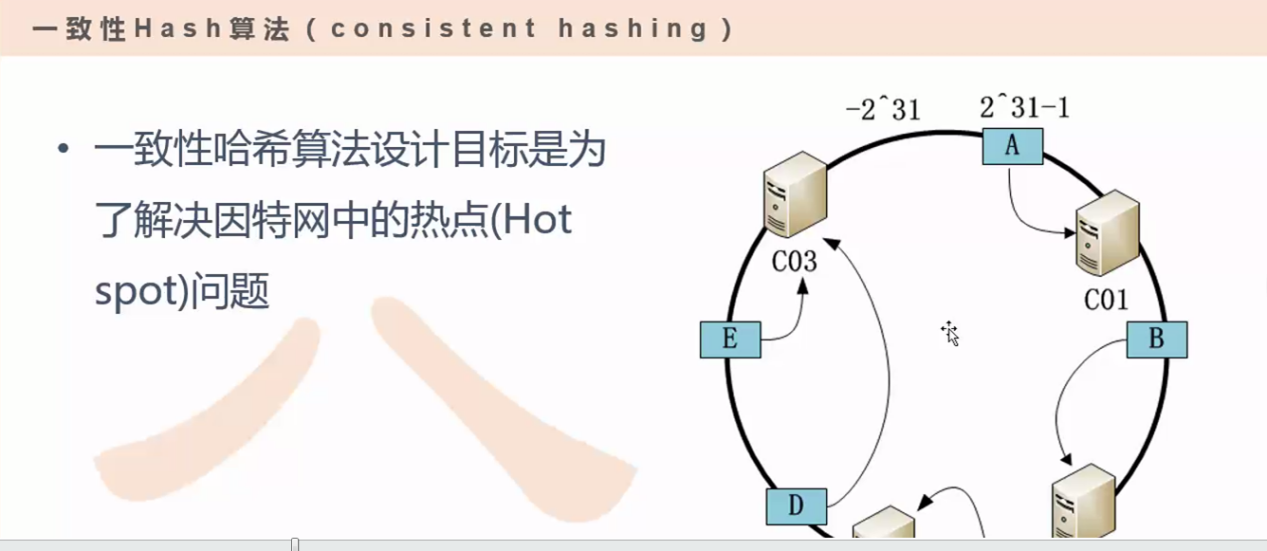 一致性Hash算法（consistent hashing）
• 一致性哈希算法设计目标是为
了解决因特网中的热点(Hot
spot)问题
-2^31
2^31-1
A
C03
C01
E
B
D